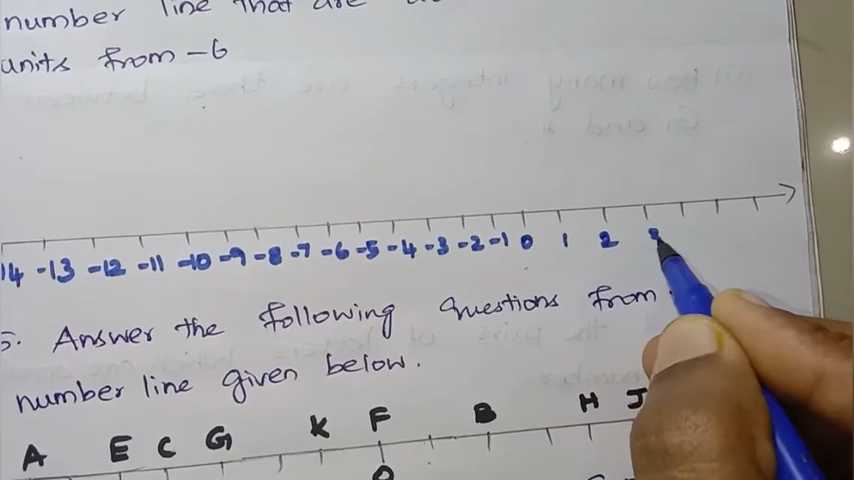 number line that are
units from -6
14 -13 -12 -11 -10 -9 -8 -7 -6 -5 -4 -3 -2 -1 0 1 2 3
5. Answer the following questions from
number line given below.
A E C G K F B H J
0